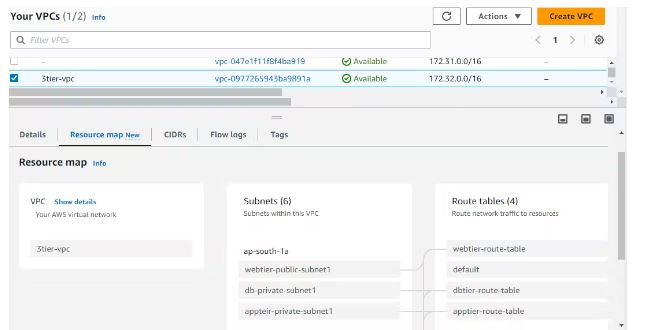 Your VPCs (1/2) Info
Actions ▼
Create VPC
Filter VPCs
1
– vpc-047e1f11f8f4ba919 Available 172.31.0.0/16 –
3tier-vpc vpc-0977265943ba9891a Available 172.32.0.0/16 –
Details Resource map New CIDRs Flow logs Tags
Resource map Info
VPC Show details
Your AWS virtual network
3tier-vpc
Subnets (6)
Subnets within this VPC
ap-south-1a
webtier-public-subnet1
db-private-subnet1
appteir-private-subnet1
Route tables (4)
Route network traffic to resources
webtier-route-table
default
dbtier-route-table
apptier-route-table